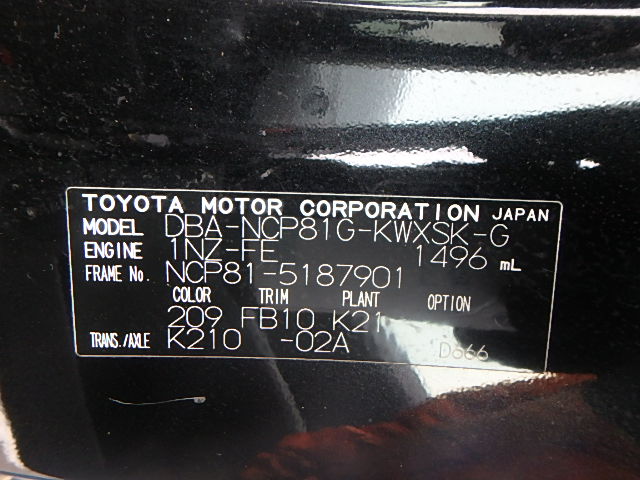 TOYOTA MOTOR CORPORATION JAPAN
MODEL DBA-NCP81G-KWXSK-G
ENGINE 1NZ-FE 1496 mL
FRAME No. NCP81-5187901
COLOR TRIM PLANT OPTION
209 FB10 K21
TRANS./AXLE K210 -02A D666